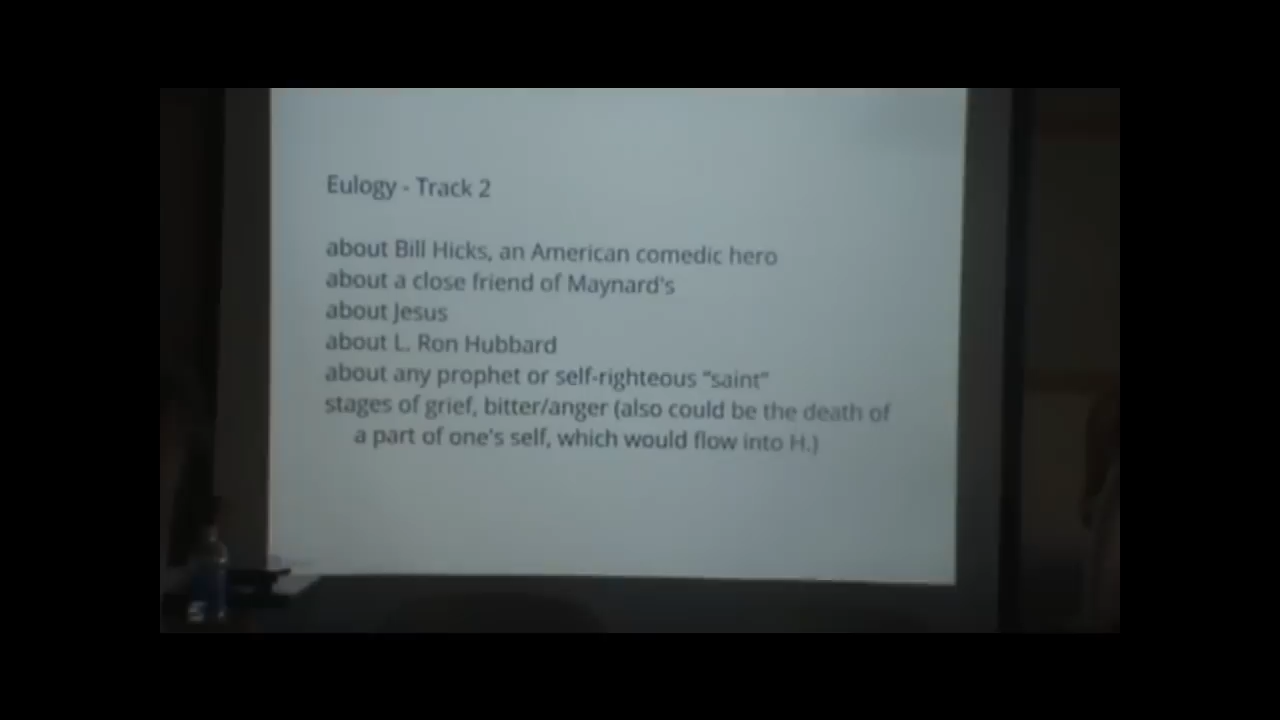 Eulogy - Track 2
about Bill Hicks, an American comedic hero
about a close friend of Maynard's
about Jesus
about L. Ron Hubbard
about any prophet or self-righteous “saint”
stages of grief, bitter/anger (also could be the death of
a part of one's self, which would flow into H.)